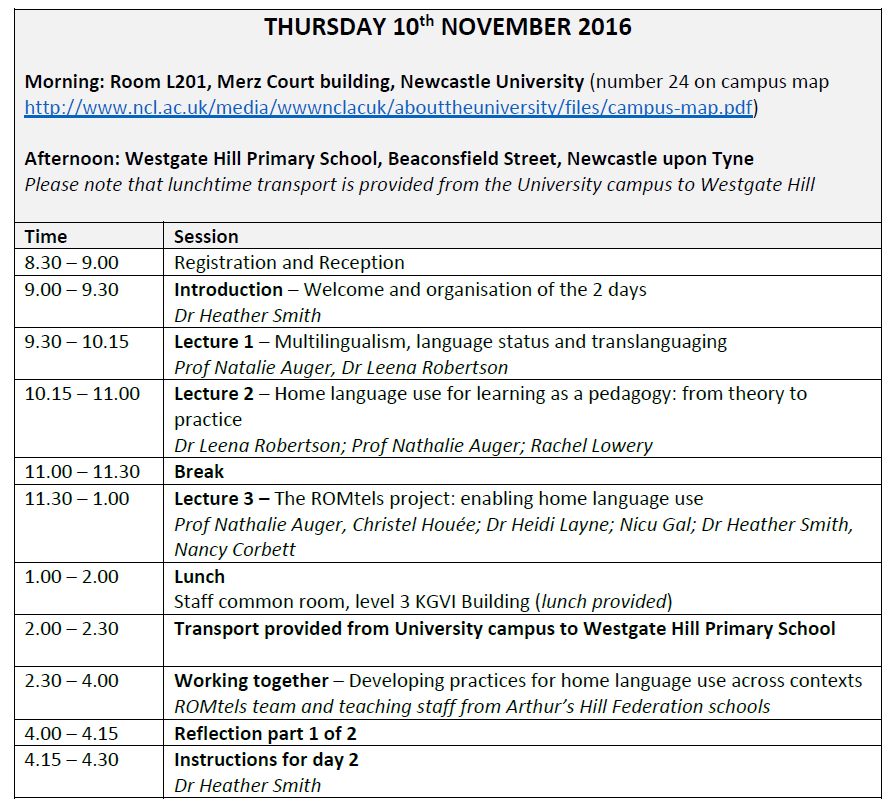 THURSDAY 10th NOVEMBER 2016
Morning: Room L201, Merz Court building, Newcastle University (number 24 on campus map
http://www.ncl.ac.uk/media/wwwnclacuk/abouttheuniversity/files/campus-map.pdf)
Afternoon: Westgate Hill Primary School, Beaconsfield Street, Newcastle upon Tyne
Please note that lunchtime transport is provided from the University campus to Westgate Hill
Time Session
8.30 – 9.00 Registration and Reception
9.00 – 9.30 Introduction – Welcome and organisation of the 2 days
Dr Heather Smith
9.30 – 10.15 Lecture 1 – Multilingualism, language status and translanguaging
Prof Natalie Auger, Dr Leena Robertson
10.15 – 11.00 Lecture 2 – Home language use for learning as a pedagogy: from theory to
practice
Dr Leena Robertson; Prof Nathalie Auger; Rachel Lowery
11.00 – 11.30 Break
11.30 – 1.00 Lecture 3 – The ROMtels project: enabling home language use
Prof Nathalie Auger, Christel Houée; Dr Heidi Layne; Nicu Gal; Dr Heather Smith,
Nancy Corbett
1.00 – 2.00 Lunch
Staff common room, level 3 KGVI Building (lunch provided)
2.00 – 2.30 Transport provided from University campus to Westgate Hill Primary School
2.30 – 4.00 Working together – Developing practices for home language use across contexts
ROMtels team and teaching staff from Arthur’s Hill Federation schools
4.00 – 4.15 Reflection part 1 of 2
4.15 – 4.30 Instructions for day 2
Dr Heather Smith